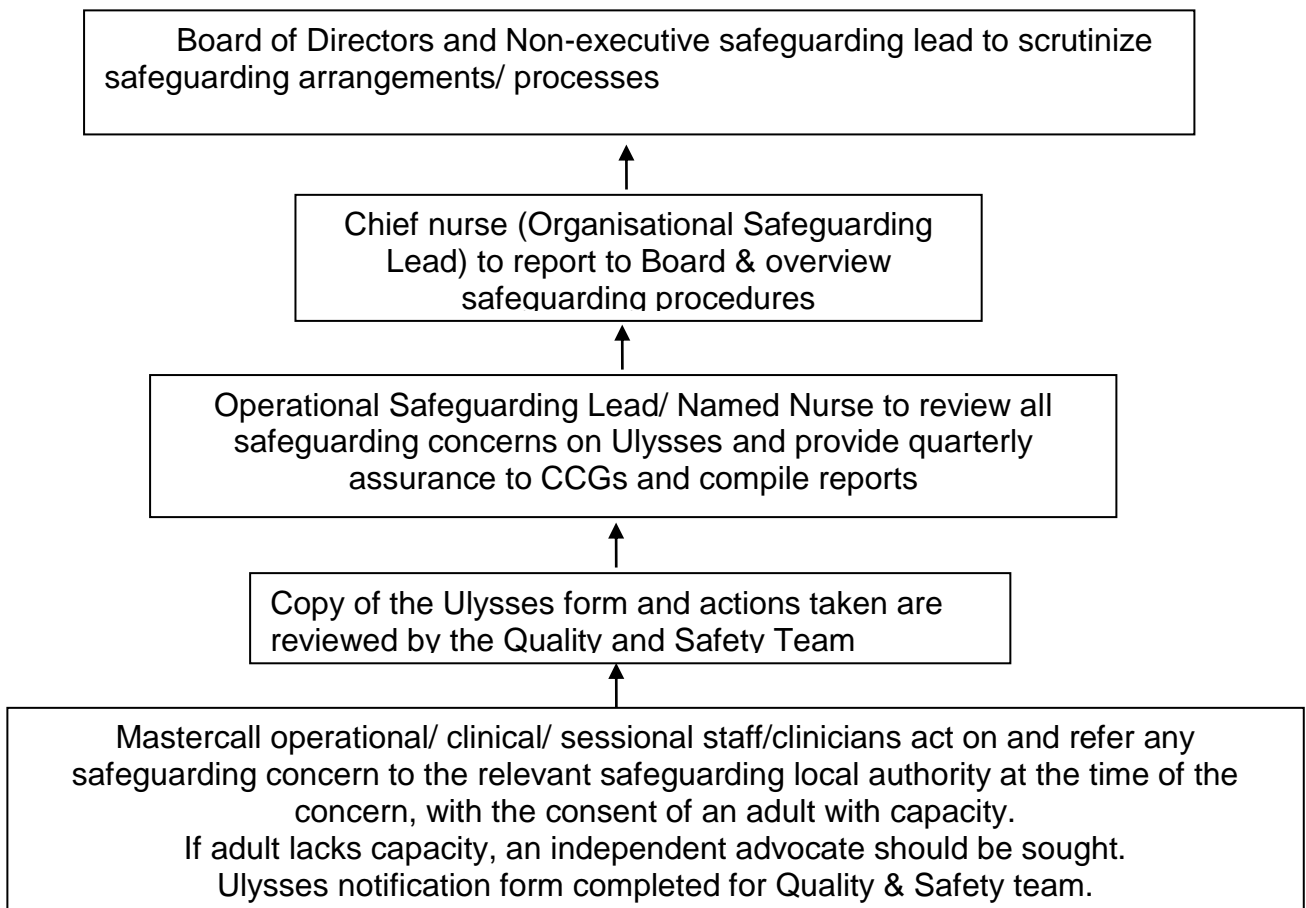 Board of Directors and Non-executive safeguarding lead to scrutinize
safeguarding arrangements/ processes
Chief nurse (Organisational Safeguarding
Lead) to report to Board & overview
safeguarding procedures
Operational Safeguarding Lead/ Named Nurse to review all
safeguarding concerns on Ulysses and provide quarterly
assurance to CCGs and compile reports
Copy of the Ulysses form and actions taken are
reviewed by the Quality and Safety Team
Mastercall operational/ clinical/ sessional staff/clinicians act on and refer any
safeguarding concern to the relevant safeguarding local authority at the time of the
concern, with the consent of an adult with capacity.
If adult lacks capacity, an independent advocate should be sought.
Ulysses notification form completed for Quality & Safety team.